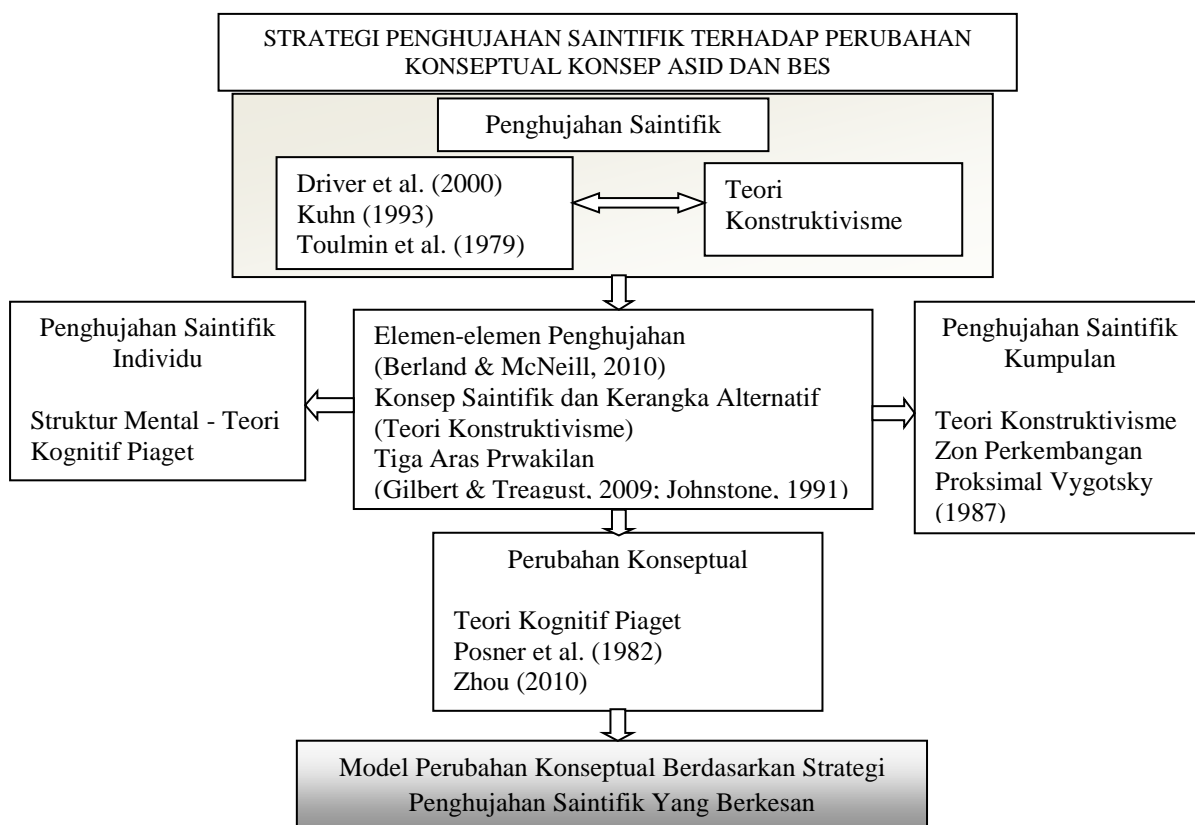 STRATEGI PENGHUJAHAN SAINTIFIK TERHADAP PERUBAHAN
KONSEPTUAL KONSEP ASID DAN BES
Penghujahan Saintifik
Driver et al. (2000)
Kuhn (1993)
Toulmin et al. (1979)
Teori
Konstruktivisme
Penghujahan Saintifik
Individu
Struktur Mental - Teori
Kognitif Piaget
Elemen-elemen Penghujahan
(Berland & McNeill, 2010)
Konsep Saintifik dan Kerangka Alternatif
(Teori Konstruktivisme)
Tiga Aras Prwakilan
(Gilbert & Treagust, 2009; Johnstone, 1991)
Penghujahan Saintifik
Kumpulan
Teori Konstruktivisme
Zon Perkembangan
Proksimal Vygotsky
(1987)
Perubahan Konseptual
Teori Kognitif Piaget
Posner et al. (1982)
Zhou (2010)
Model Perubahan Konseptual Berdasarkan Strategi
Penghujahan Saintifik Yang Berkesan